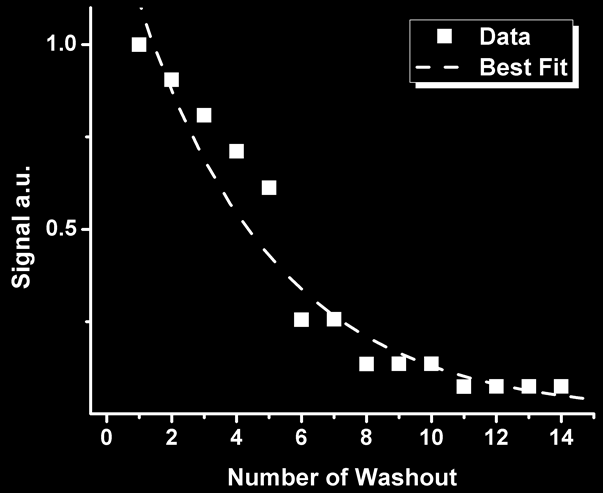 Data
Best Fit
1.0
0.5
Signal a.u.
0 2 4 6 8 10 12 14
Number of Washout